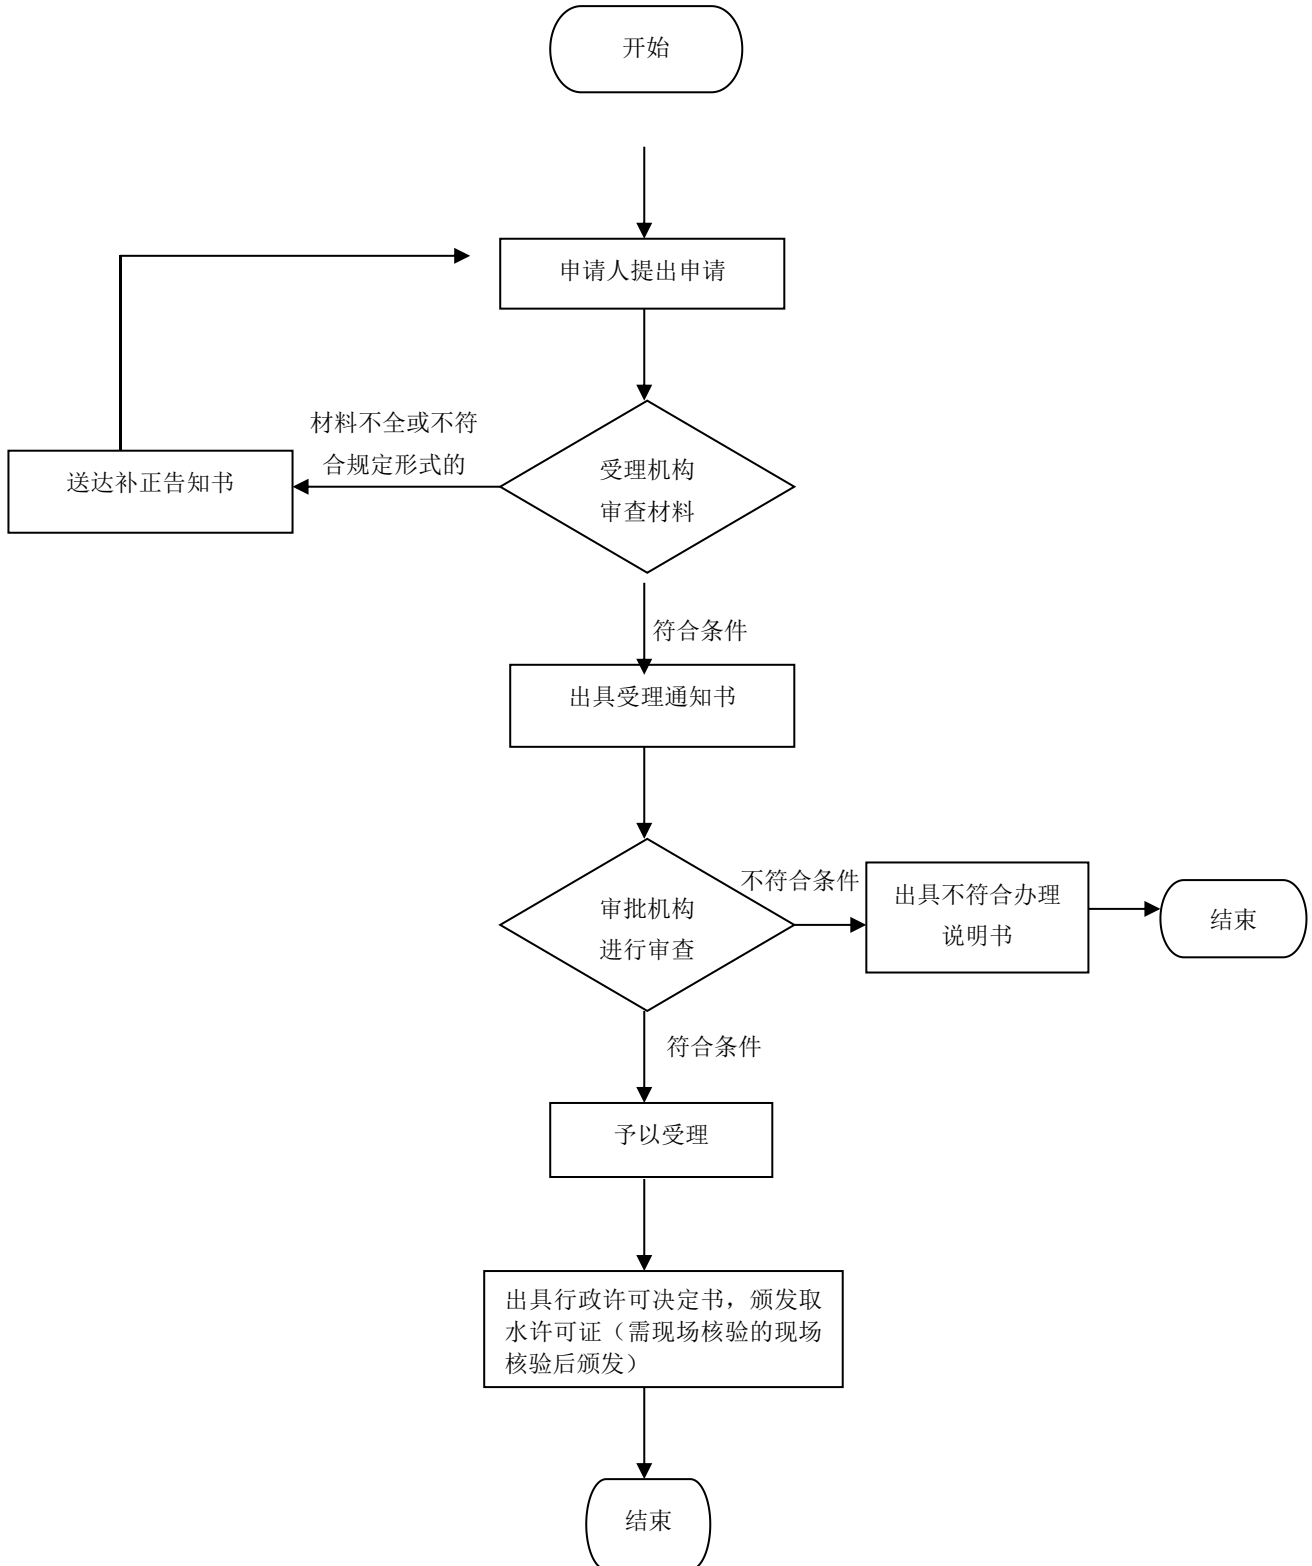 开始
申请人提出申请
材料不全或不符
合规定形式的
送达补正告知书
受理机构
审查材料
符合条件
出具受理通知书
审批机构
进行审查
不符合条件
出具不符合办理
说明书
结束
符合条件
予以受理
出具行政许可决定书，颁发取
水许可证（需现场核验的现场
核验后颁发）
结束